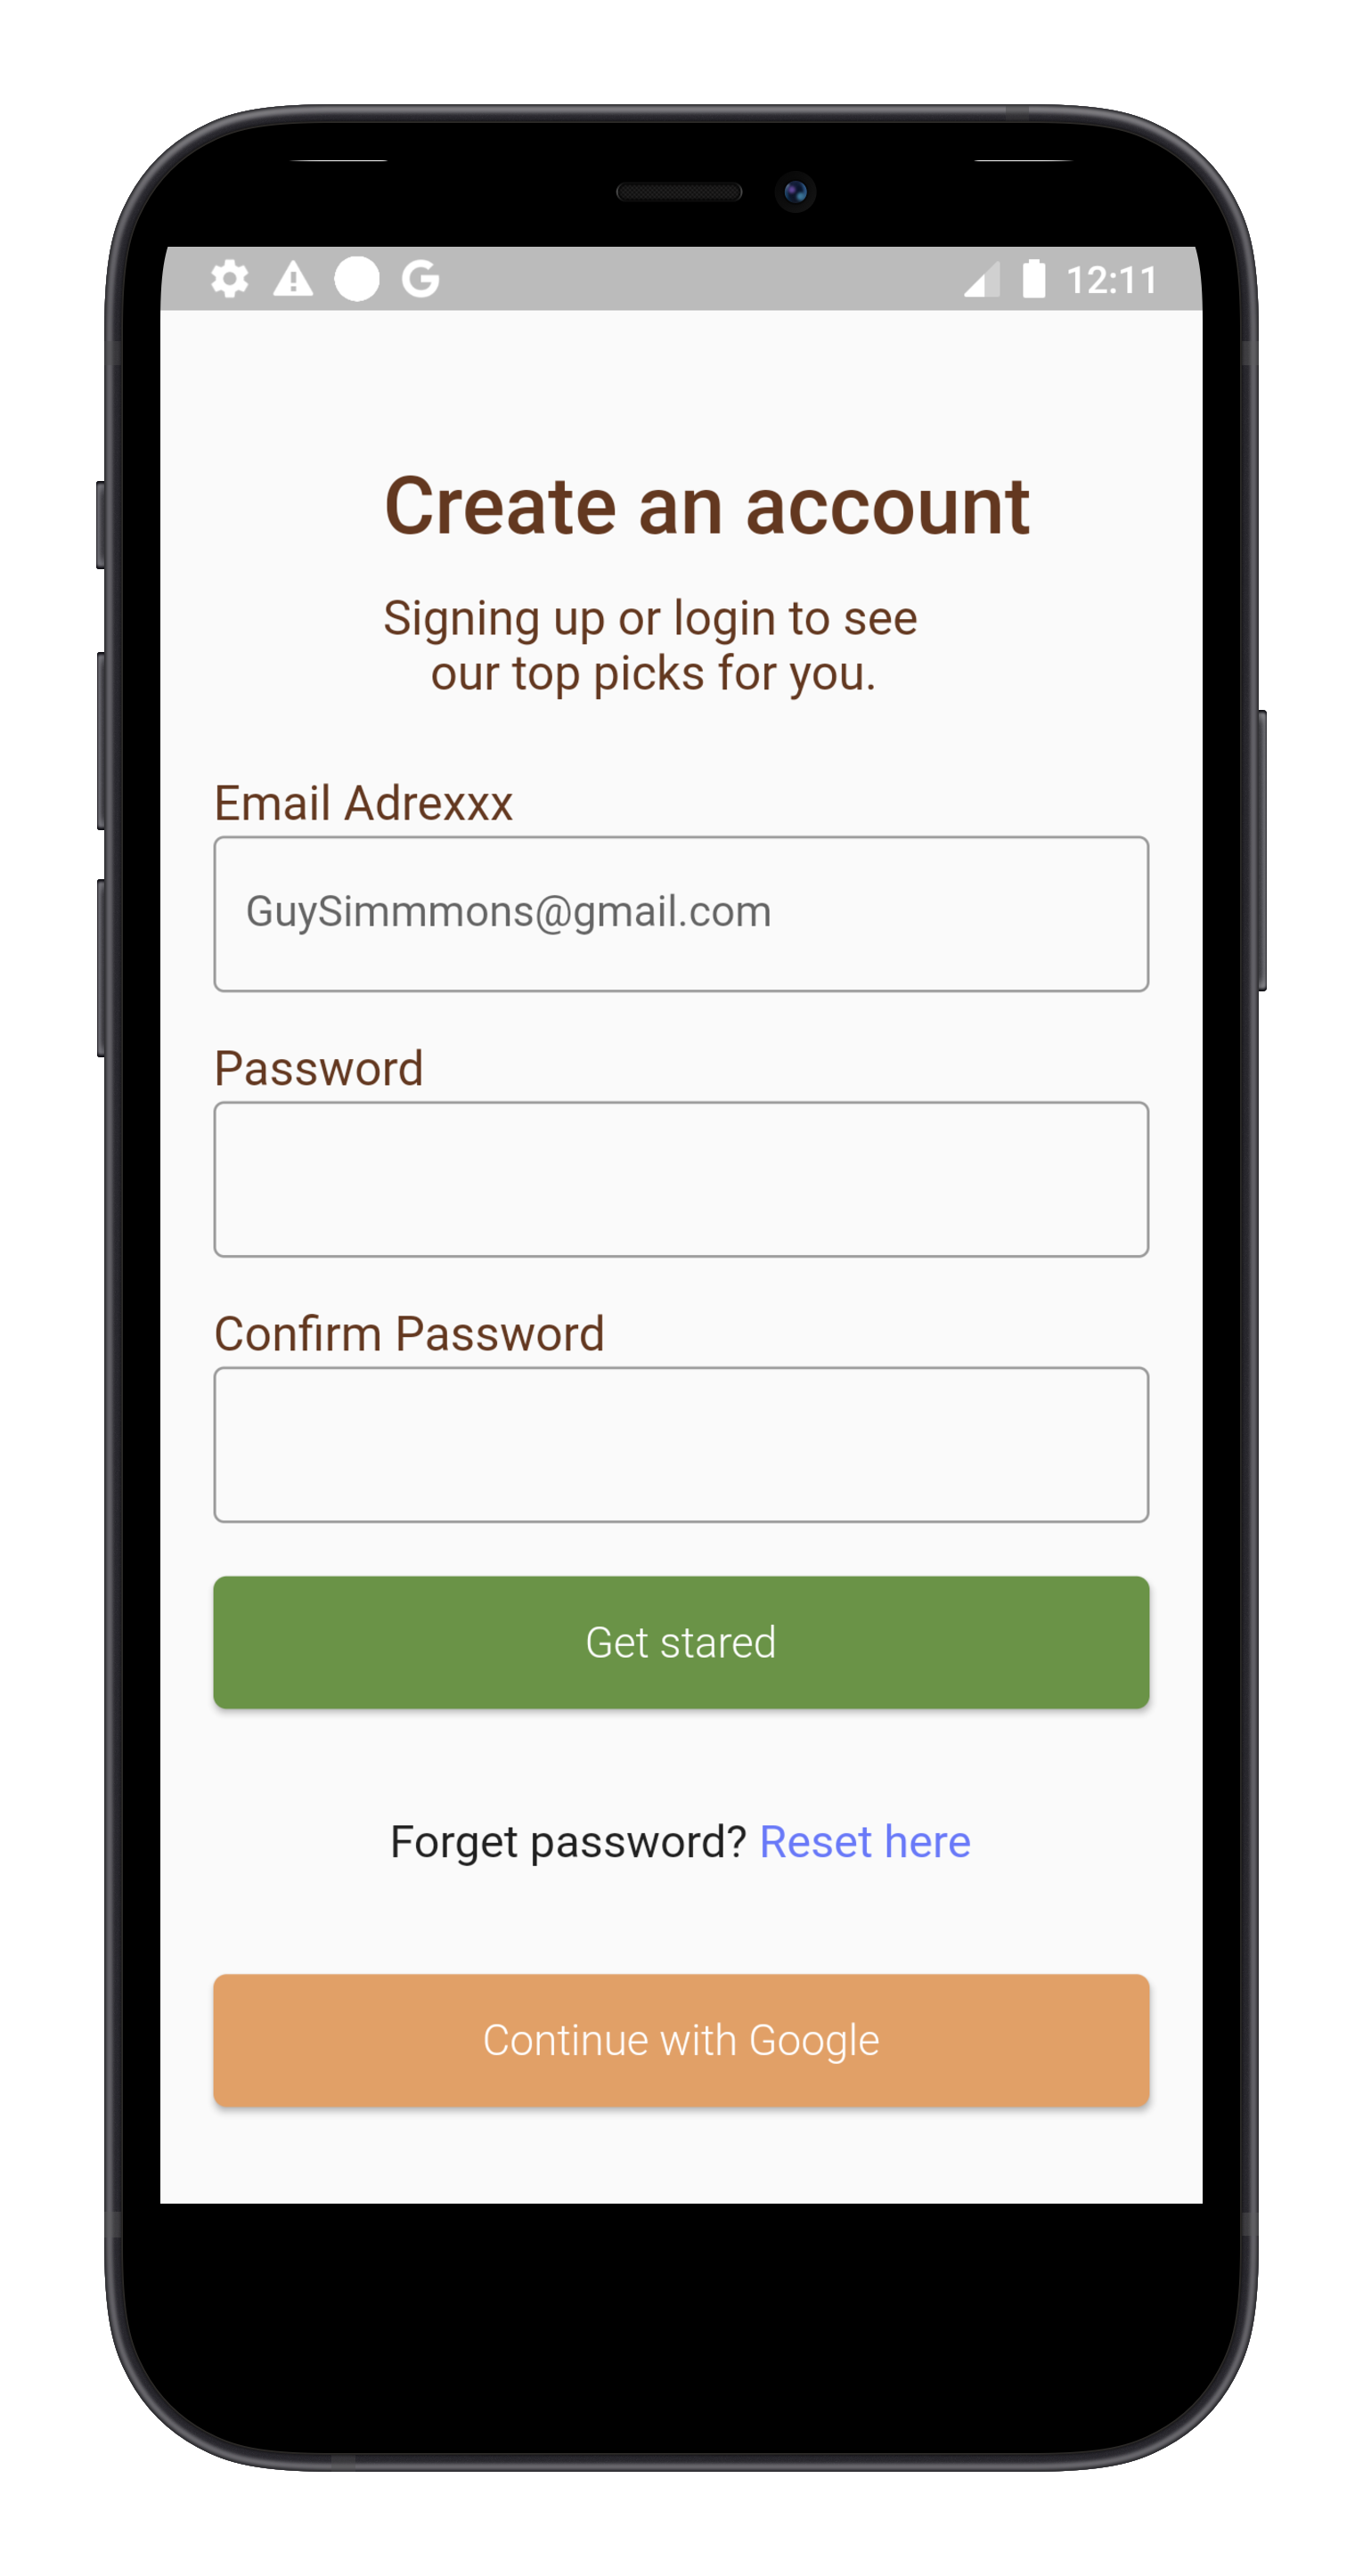 12:11
Create an account
Signing up or login to see
our top picks for you.
Email Adrexxx
GuySimmmons@gmail.com
Password
Confirm Password
Get stared
Forget password? Reset here
Continue with Google